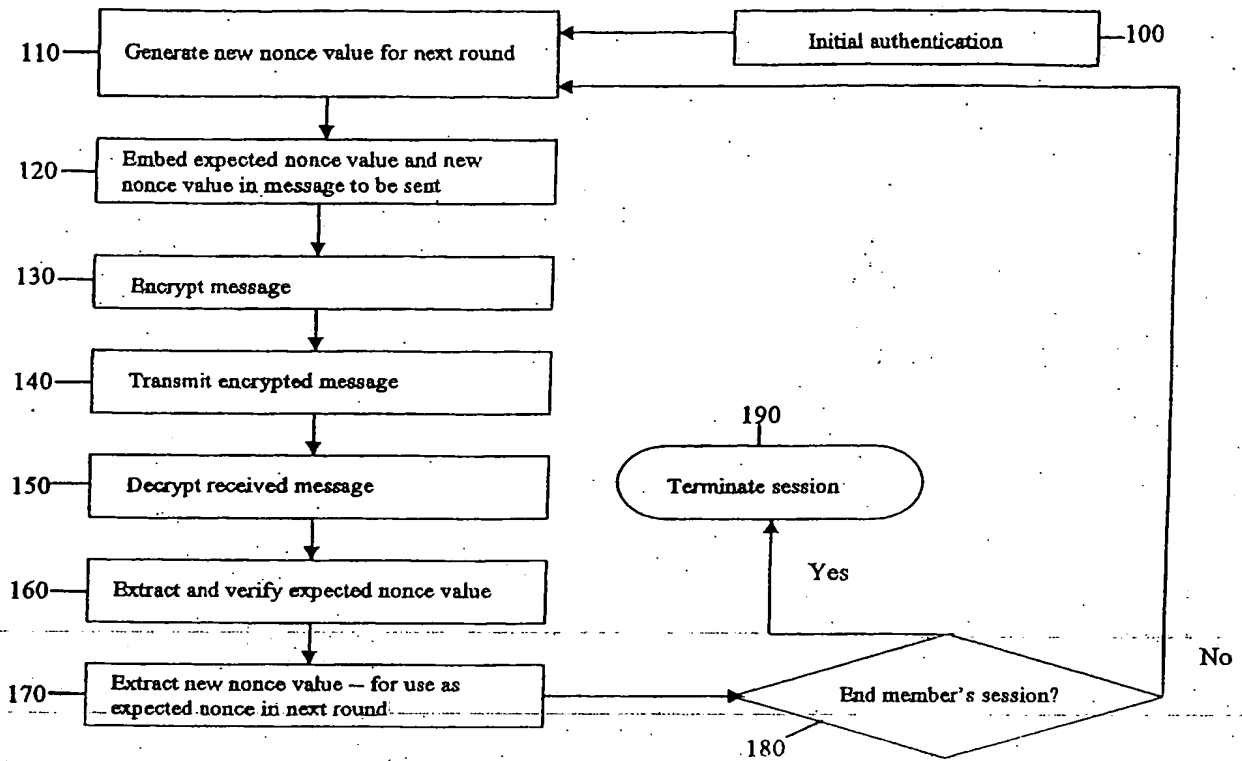 110
Generate new nonce value for next round
Initial authentication
100
120
Embed expected nonce value and new
nonce value in message to be sent
130
Encrypt message
140
Transmit encrypted message
190
150
Decrypt received message
Terminate session
160
Extract and verify expected nonce value
Yes
No
170
Extract new nonce value – for use as
expected nonce in next round
End member's session?
180